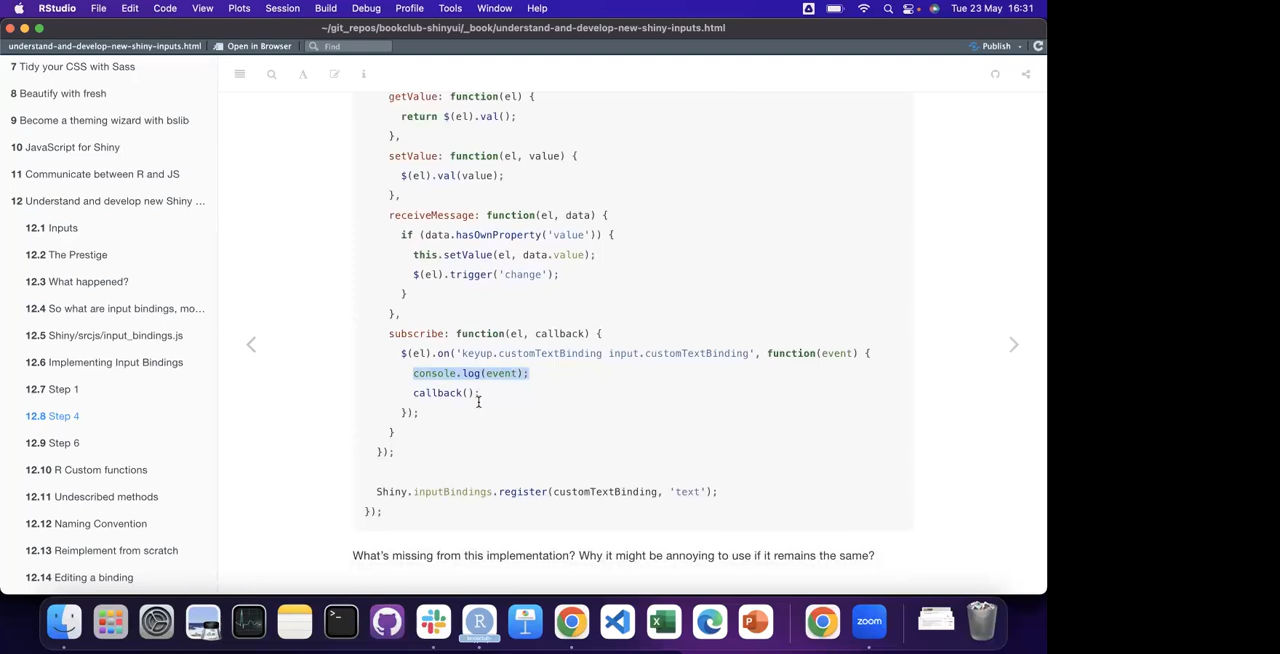 RStudio File Edit Code View Plots Session Build Debug Profile Tools Window Help Tue 23 May 16:31
~/git_repos/bookclub-shinyui/_book/understand-and-develop-new-shiny-inputs.html
understand-and-develop-new-shiny-inputs.html Open in Browser Find Publish
7 Tidy your CSS with Sass
8 Beautify with fresh
9 Become a theming wizard with bslib
10 JavaScript for Shiny
11 Communicate between R and JS
12 Understand and develop new Shiny ...
12.1 Inputs
12.2 The Prestige
12.3 What happened?
12.4 So what are input bindings, mo...
12.5 Shiny/srcjs/input_bindings.js
12.6 Implementing Input Bindings
12.7 Step 1
12.8 Step 4
12.9 Step 6
12.10 R Custom functions
12.11 Undescribed methods
12.12 Naming Convention
12.13 Reimplement from scratch
12.14 Editing a binding
getValue: function(el) {
return $(el).val();
},
setValue: function(el, value) {
$(el).val(value);
},
receiveMessage: function(el, data) {
if (data.hasOwnProperty('value')) {
this.setValue(el, data.value);
$(el).trigger('change');
}
},
subscribe: function(el, callback) {
$(el).on('keyup.customTextBinding input.customTextBinding', function(event) {
console.log(event);
callback();
});
}
});
Shiny.inputBindings.register(customTextBinding, 'text');
});
What's missing from this implementation? Why it might be annoying to use if it remains the same?
zoom